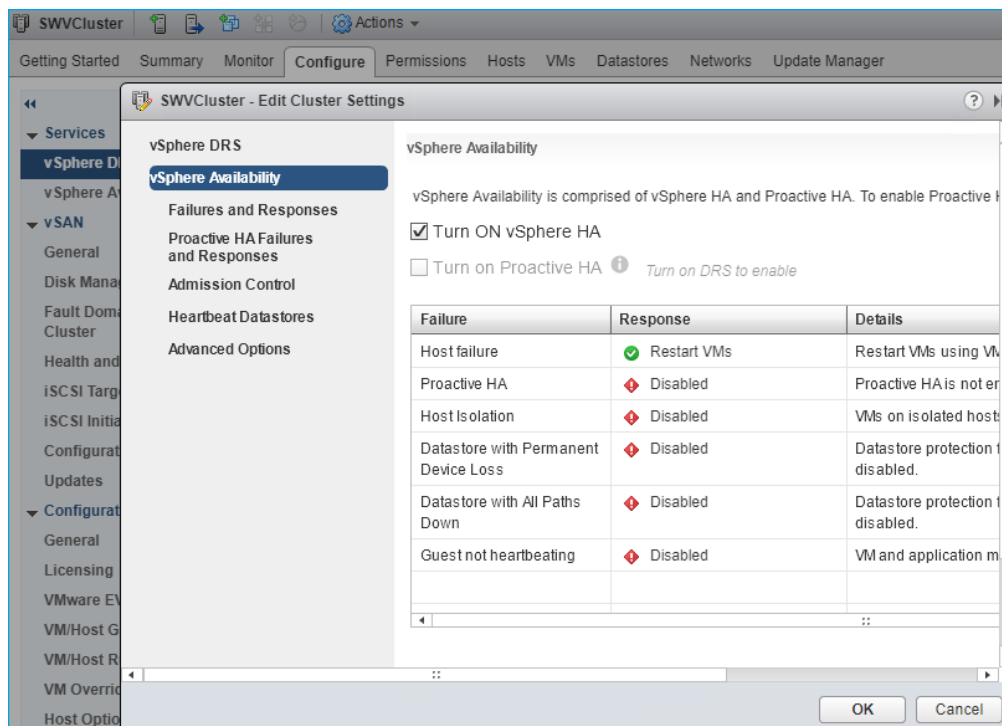 SWVCluster Actions
Getting Started Summary Monitor Configure Permissions Hosts VMs Datastores Networks Update Manager
SWVCluster - Edit Cluster Settings ?
Services
vSphere D
vSphere Av
vSAN
General
Disk Mana
Fault Doma
Cluster
Health and
iSCSI Targ
iSCSI Initia
Configurat
Updates
Configurat
General
Licensing
VMware EV
VM/Host G
VM/Host R
VM Overric
Host Optio
vSphere DRS
vSphere Availability
Failures and Responses
Proactive HA Failures
and Responses
Admission Control
Heartbeat Datastores
Advanced Options
vSphere Availability
vSphere Availability is comprised of vSphere HA and Proactive HA. To enable Proactive H
Turn ON vSphere HA
Turn on Proactive HA Turn on DRS to enable
Failure Response Details
Host failure Restart VMs Restart VMs using VM
Proactive HA Disabled Proactive HA is not en
Host Isolation Disabled VMs on isolated hosts
Datastore with Permanent Disabled Datastore protection f
Device Loss disabled.
Datastore with All Paths Disabled Datastore protection f
Down disabled.
Guest not heartbeating Disabled VM and application m
OK Cancel